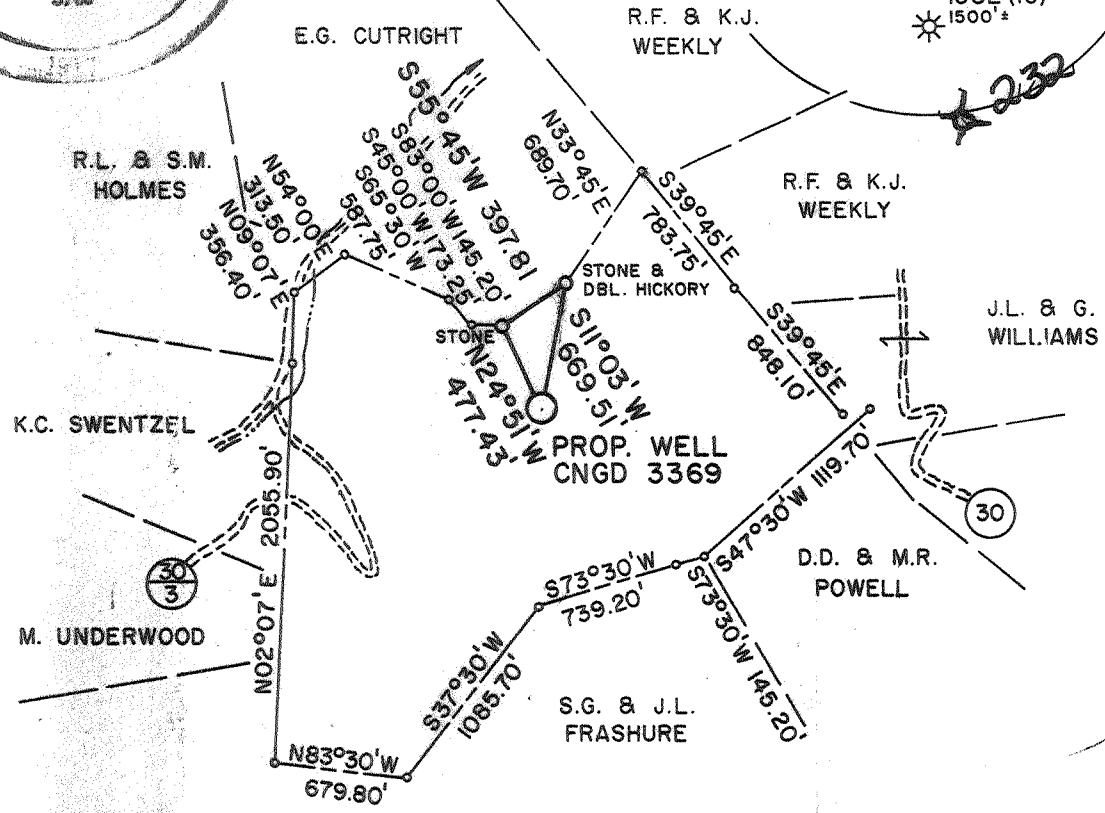 R.F. & K.J.
WEEKLY
1500'±
E.G. CUTRIGHT
232
S55°45'W 397.81
S83°00'W 145.20'
S45°00'W 173.25'
S65°30'W
587.75'
N54°00'E
313.50'
N09°07'E
356.40'
R.L. & S.M.
HOLMES
N33°45'E
689.70'
S39°45'E
783.75'
R.F. & K.J.
WEEKLY
STONE &
DBL. HICKORY
STONE
S11°03'W
669.51'
N24°51'W
477.43'
S39°45'E
848.10'
J.L. & G.
WILLIAMS
K.C. SWENTZEL
PROP. WELL
CNGD 3369
S47°30'W 1119.70'
30
30
3
D.D. & M.R.
POWELL
M. UNDERWOOD
N02°07'E 2055.90'
S73°30'W
739.20'
S73°30'W 145.20'
S37°30'W
1085.70'
S.G. & J.L.
FRASHURE
N83°30'W
679.80'